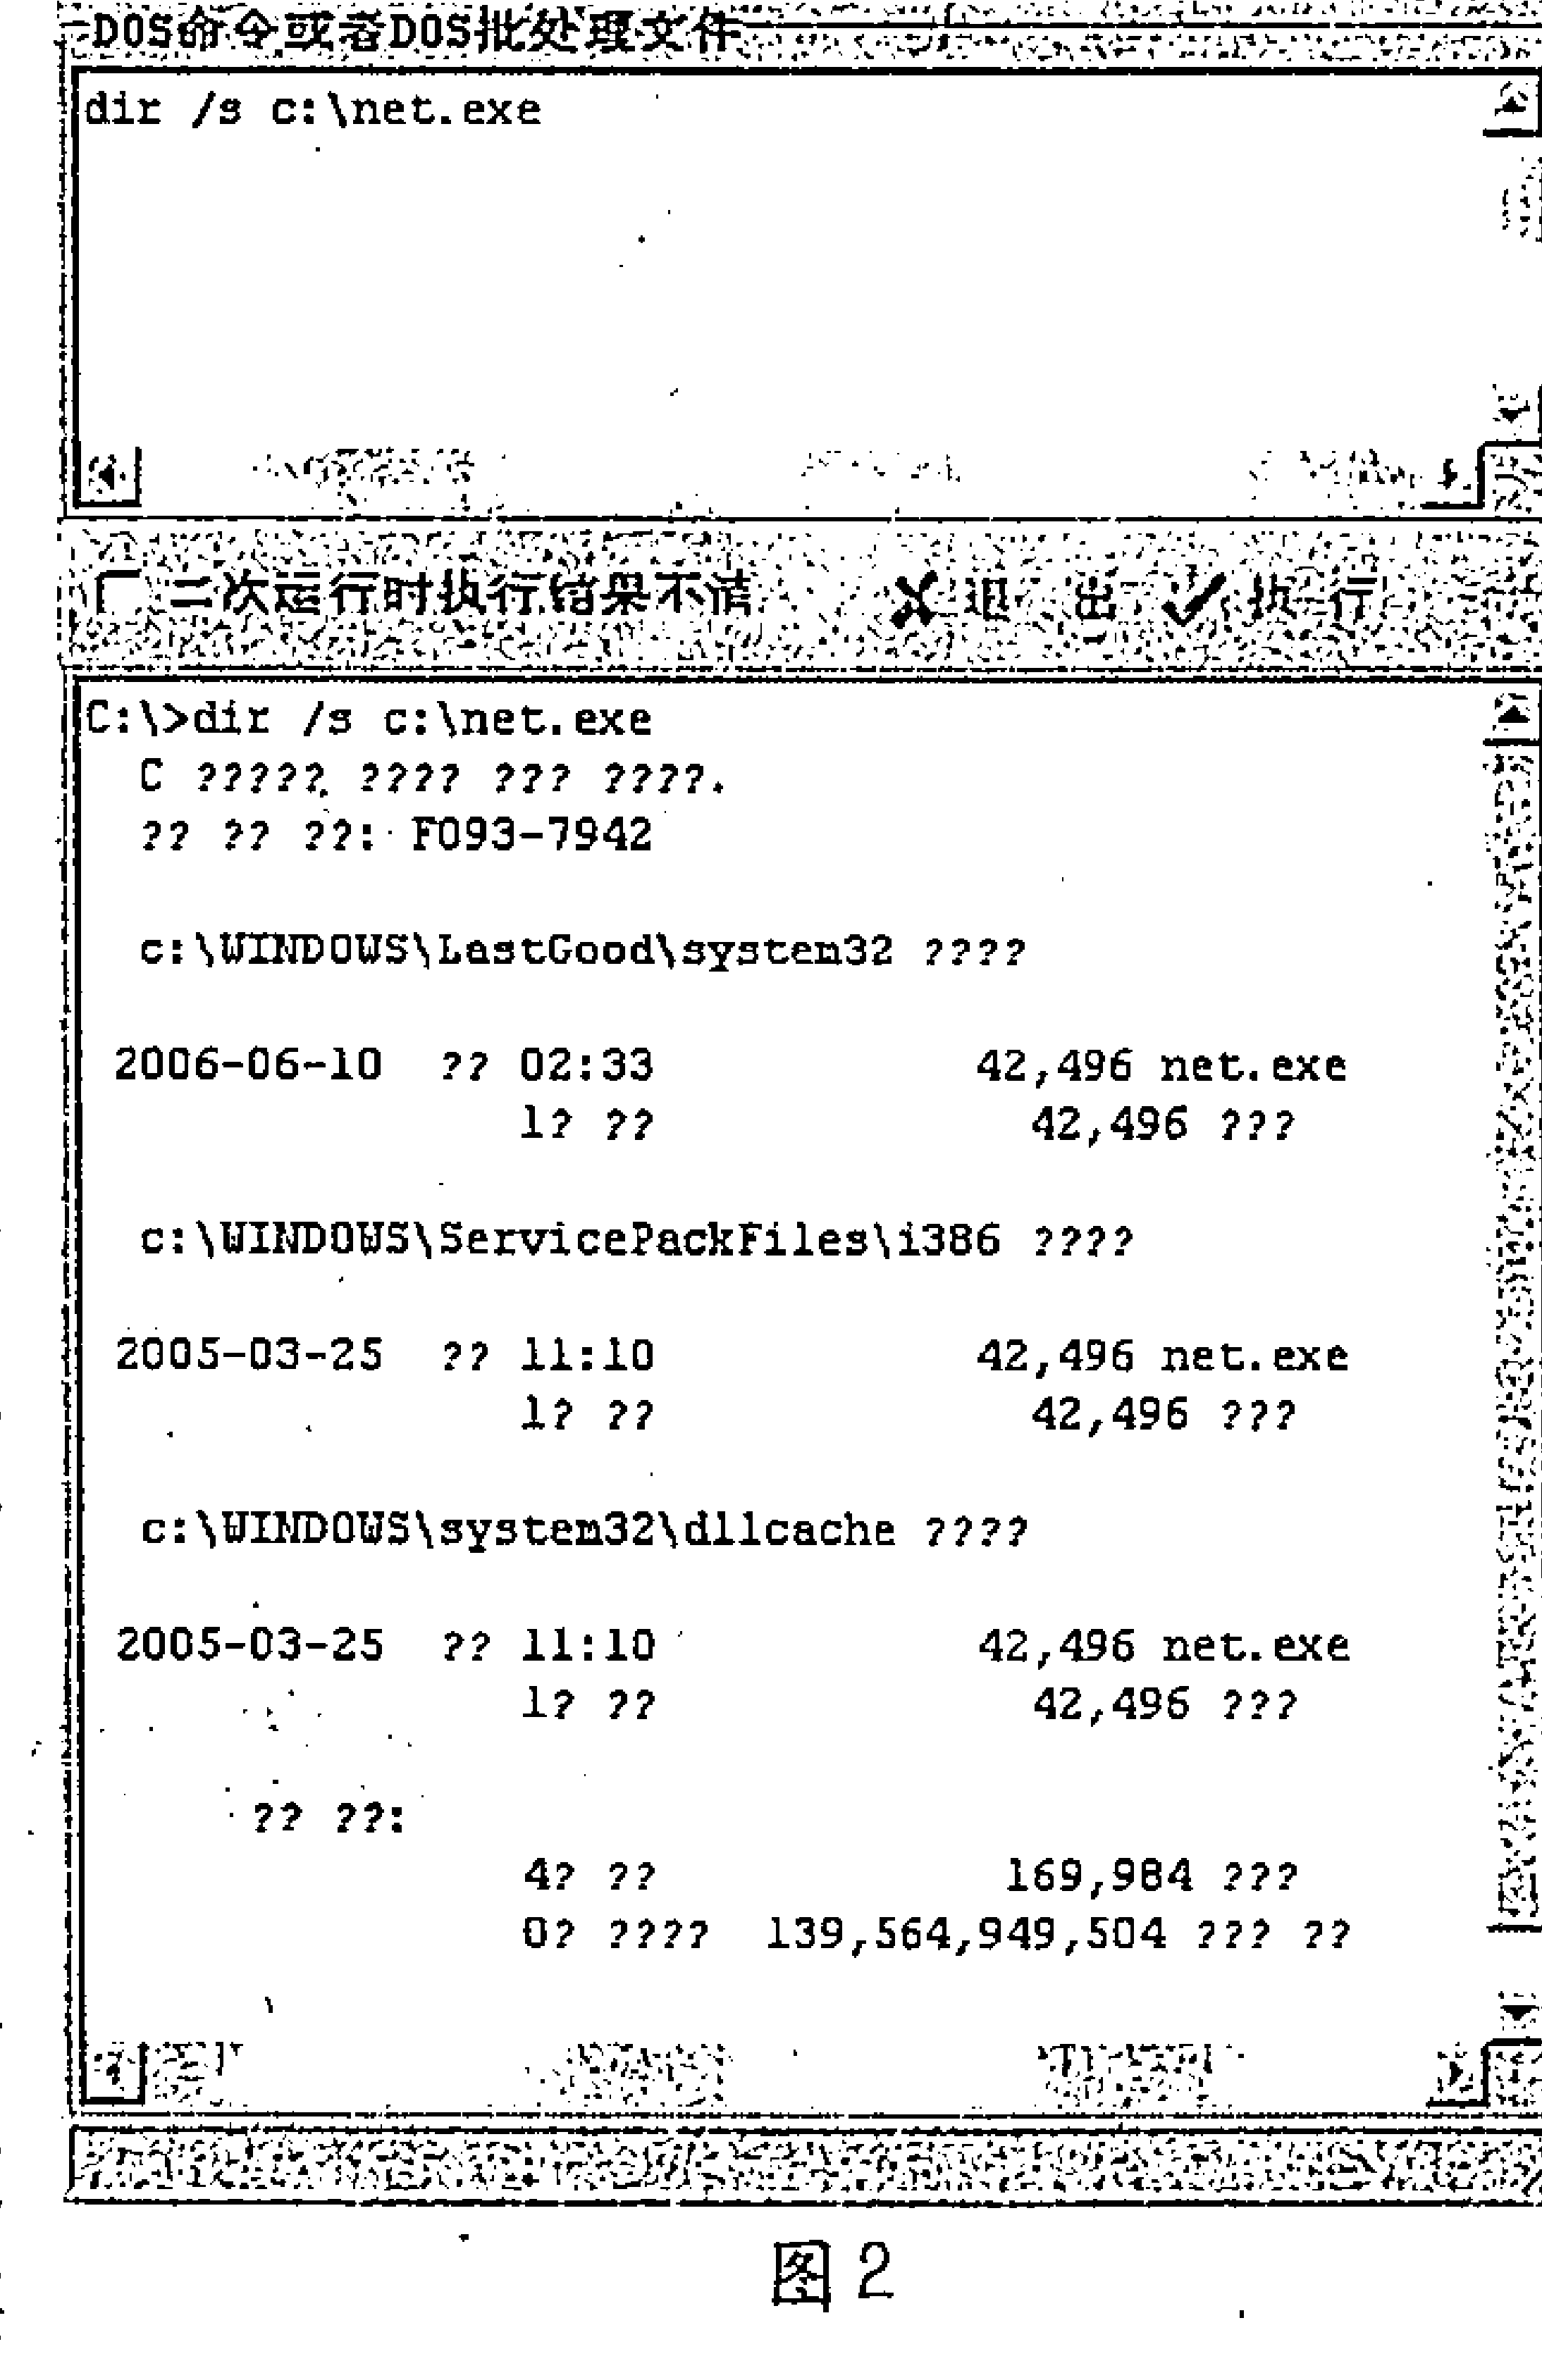 DOS命令或者DOS批处理文件
dir /s c:\net.exe
二次运行时执行结果不清 退 出 执 行
C:\>dir /s c:\net.exe
C ????? ???? ??? ????.
?? ?? ??: F093-7942
c:\WINDOWS\LastGood\system32 ????
2006-06-10 ?? 02:33 42,496 net.exe
1? ?? 42,496 ???
c:\WINDOWS\ServicePackFiles\i386 ????
2005-03-25 ?? 11:10 42,496 net.exe
1? ?? 42,496 ???
c:\WINDOWS\system32\dllcache ????
2005-03-25 ?? 11:10 42,496 net.exe
1? ?? 42,496 ???
?? ??:
4? ?? 169,984 ???
0? ???? 139,564,949,504 ??? ??
图 2